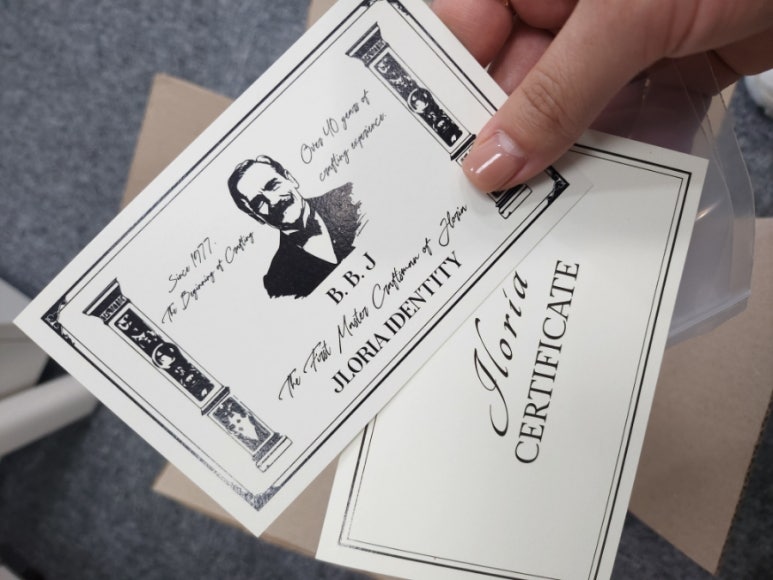 Since 1977.
The Beginning of Crafting
Over 40 years of
crafting experience.
B. B. J
The First Master Craftsman of Jloria
JLORIA IDENTITY
Jloria
CERTIFICATE